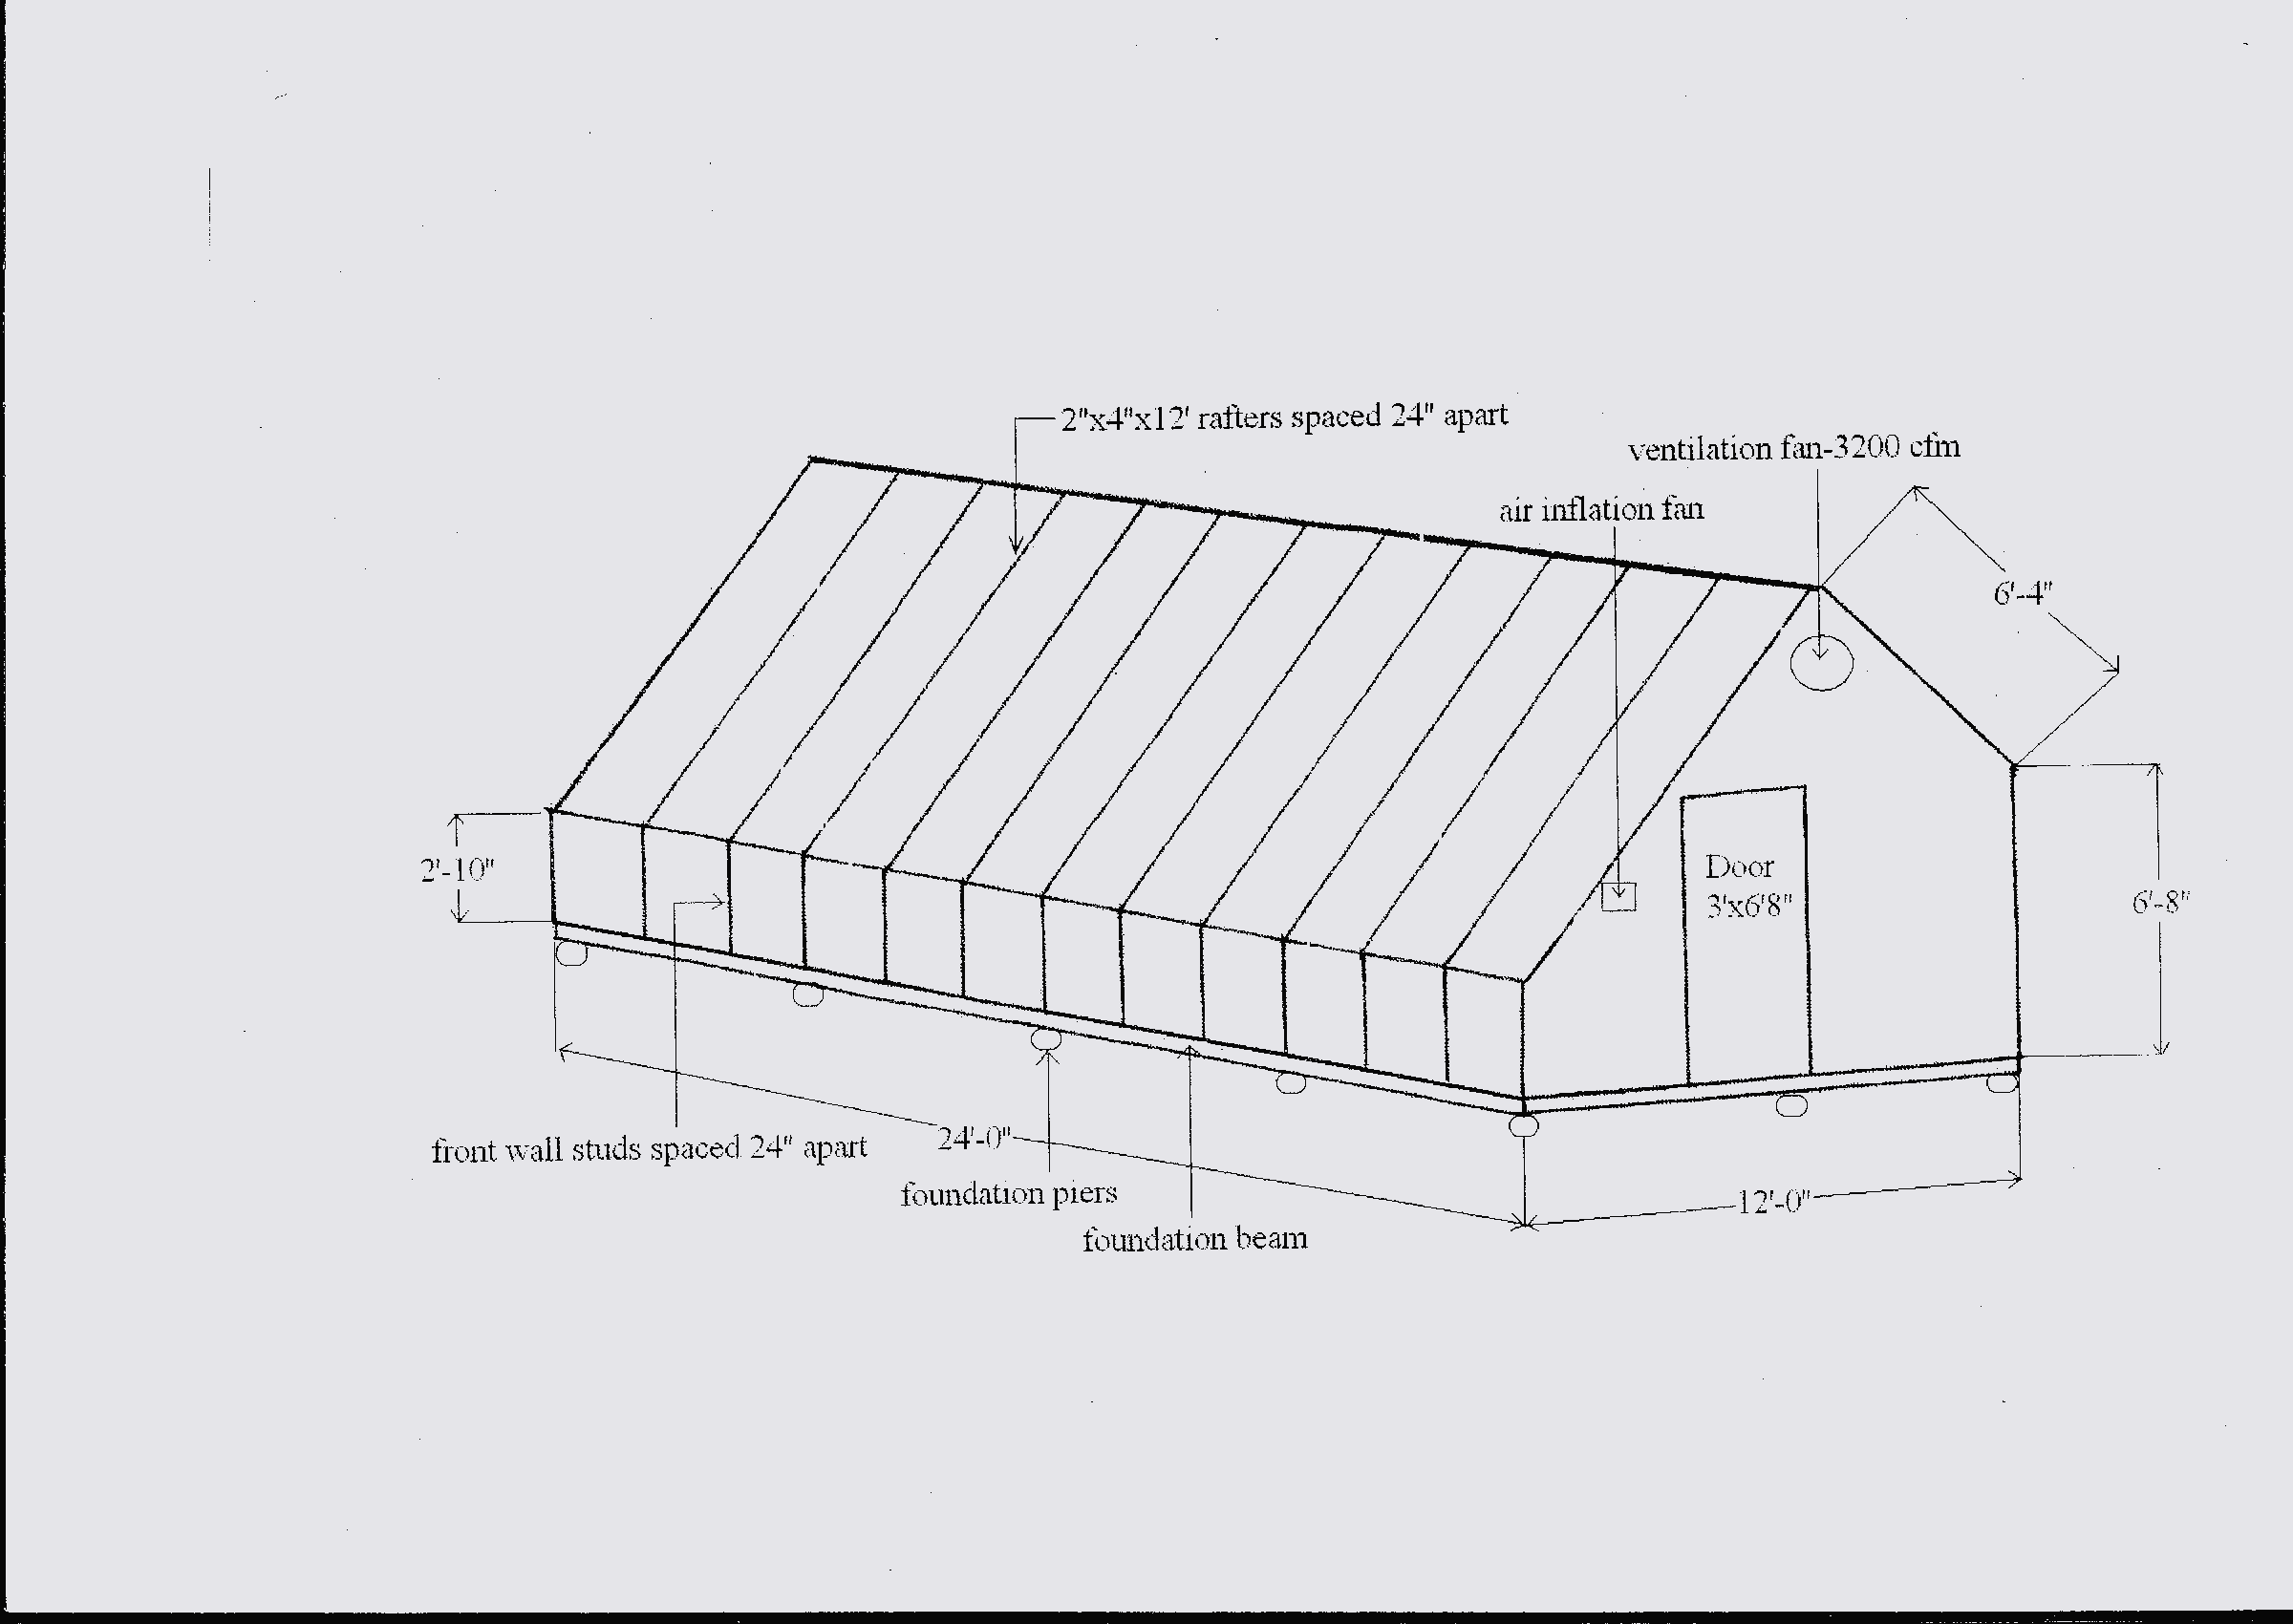 2"x4"x12' rafters spaced 24" apart
ventilation fan-3200 cfm
air inflation fan
6'-4"
2'-10"
Door
3'x6'8"
6'-8"
front wall studs spaced 24" apart
24'-0"
foundation piers
12'-0"
foundation beam